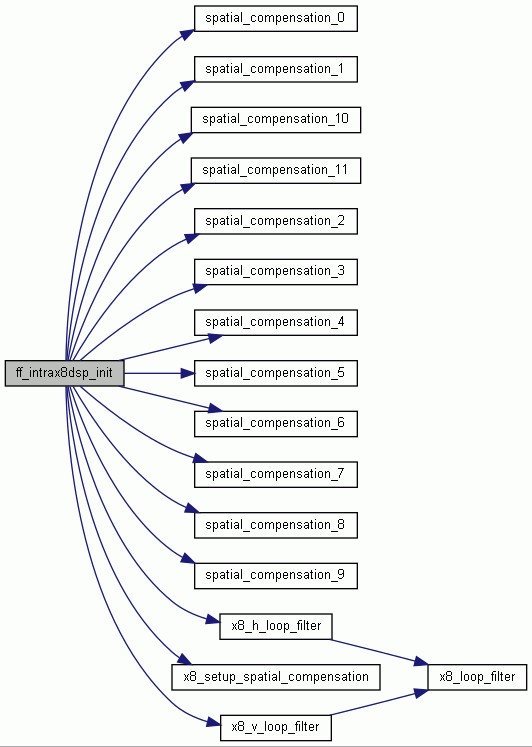 spatial_compensation_0
spatial_compensation_1
spatial_compensation_10
spatial_compensation_11
spatial_compensation_2
spatial_compensation_3
spatial_compensation_4
ff_intrax8dsp_init
spatial_compensation_5
spatial_compensation_6
spatial_compensation_7
spatial_compensation_8
spatial_compensation_9
x8_h_loop_filter
x8_setup_spatial_compensation
x8_loop_filter
x8_v_loop_filter